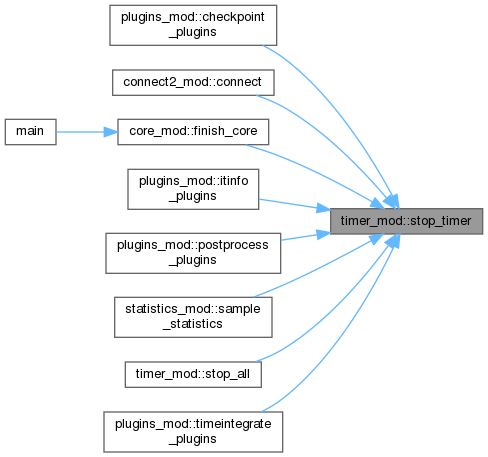 plugins_mod::checkpoint
_plugins
connect2_mod::connect
main
core_mod::finish_core
plugins_mod::itinfo
_plugins
timer_mod::stop_timer
plugins_mod::postprocess
_plugins
statistics_mod::sample
_statistics
timer_mod::stop_all
plugins_mod::timeintegrate
_plugins